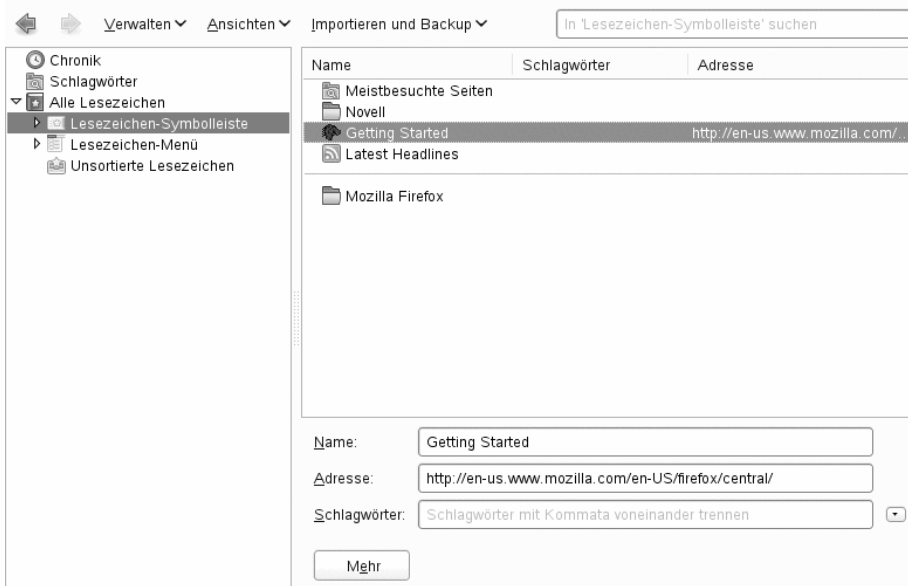 Verwalten Ansichten Importieren und Backup In 'Lesezeichen-Symbolleiste' suchen
Chronik
Schlagwörter
Alle Lesezeichen
Lesezeichen-Symbolleiste
Lesezeichen-Menü
Unsortierte Lesezeichen
Name Schlagwörter Adresse
Meistbesuchte Seiten
Novell
Getting Started http://en-us.www.mozilla.com/...
Latest Headlines
Mozilla Firefox
Name: Getting Started
Adresse: http://en-us.www.mozilla.com/en-US/firefox/central/
Schlagwörter: Schlagwörter mit Kommata voneinander trennen
Mehr